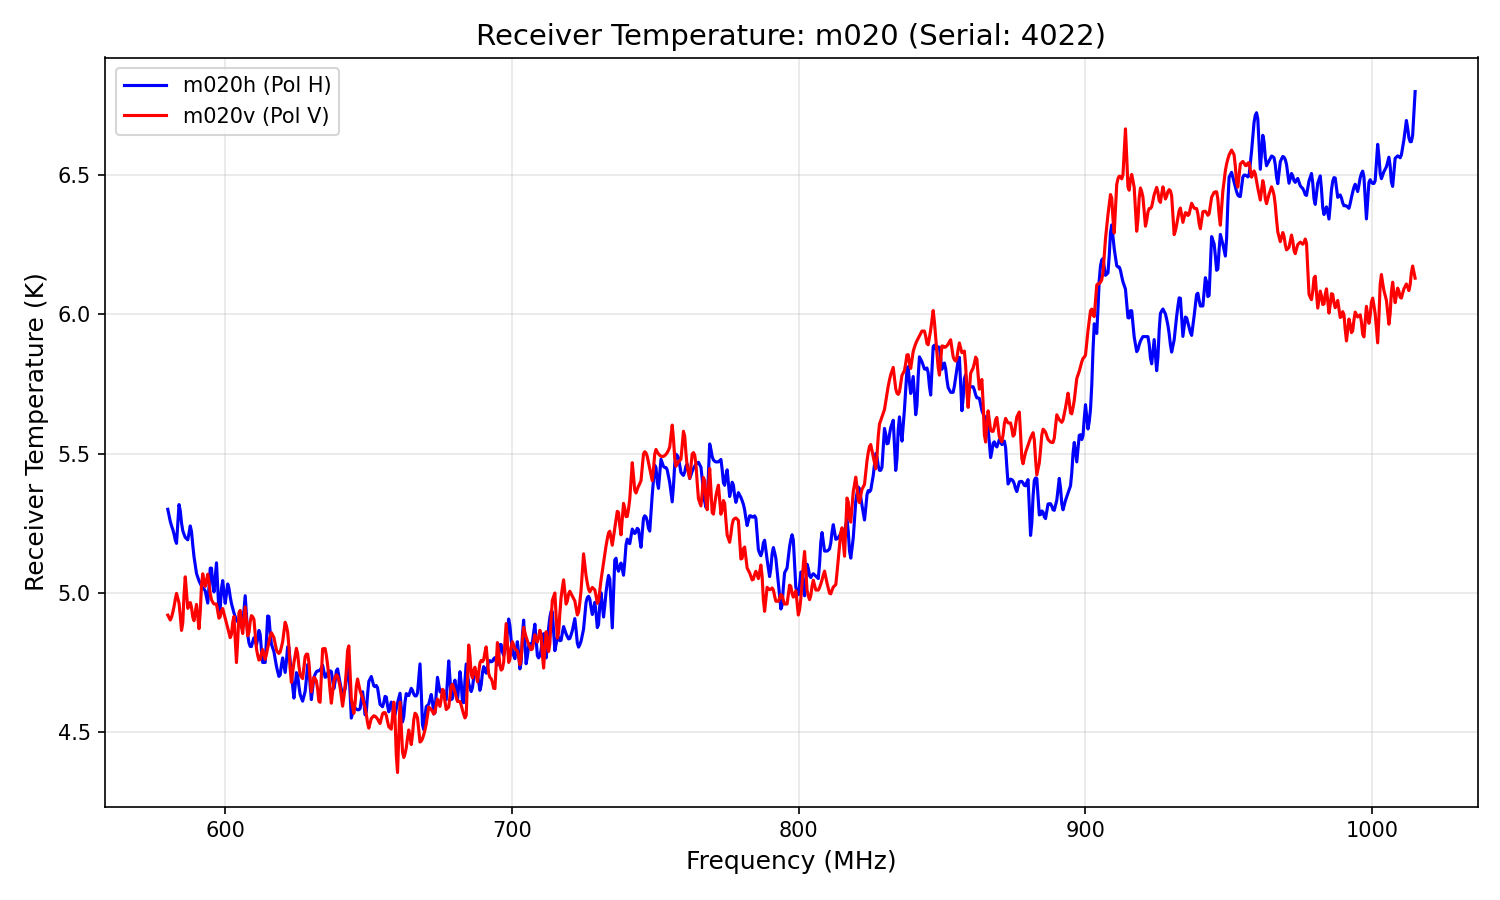 Receiver Temperature: m020 (Serial: 4022)
m020h (Pol H)
m020v (Pol V)
Receiver Temperature (K)
6.5
6.0
5.5
5.0
4.5
600 700 800 900 1000
Frequency (MHz)